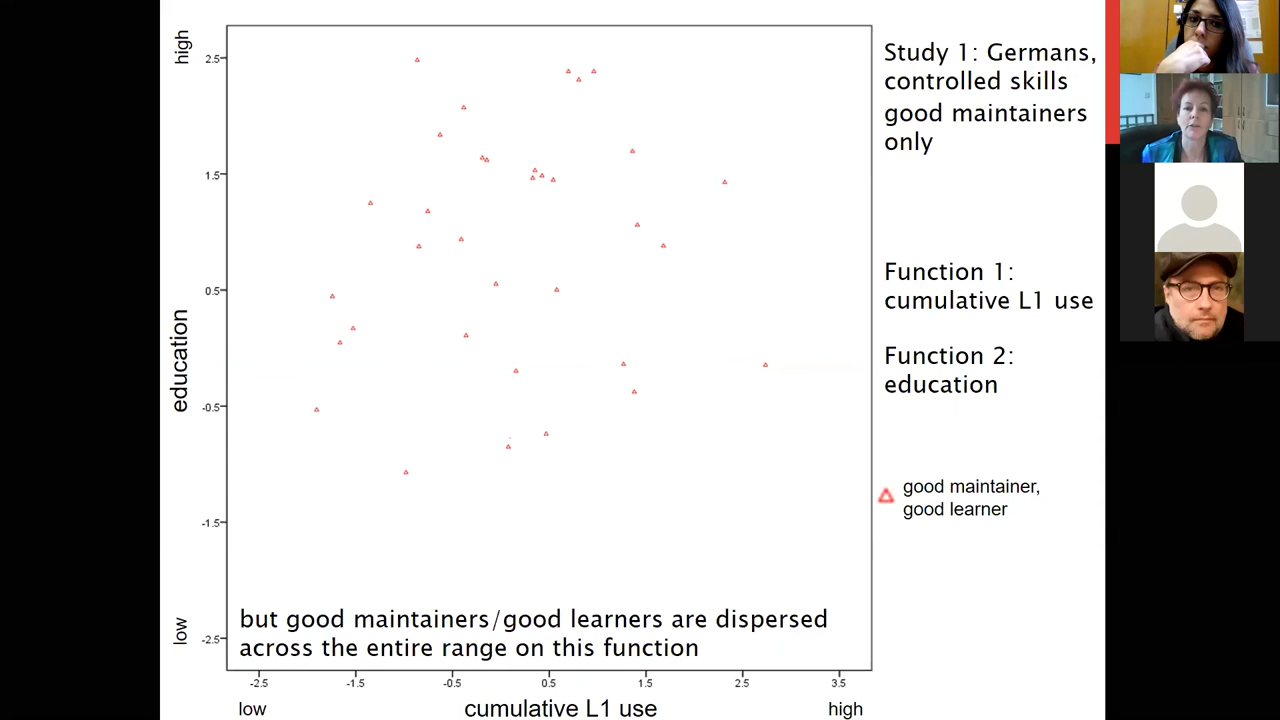 high
2.5
1.5
0.5
-0.5
-1.5
-2.5
education
low
but good maintainers/good learners are dispersed
across the entire range on this function
-2.5
-1.5
-0.5
0.5
1.5
2.5
3.5
low
cumulative L1 use
high
Study 1: Germans,
controlled skills
good maintainers
only
Function 1:
cumulative L1 use
Function 2:
education
good maintainer,
good learner